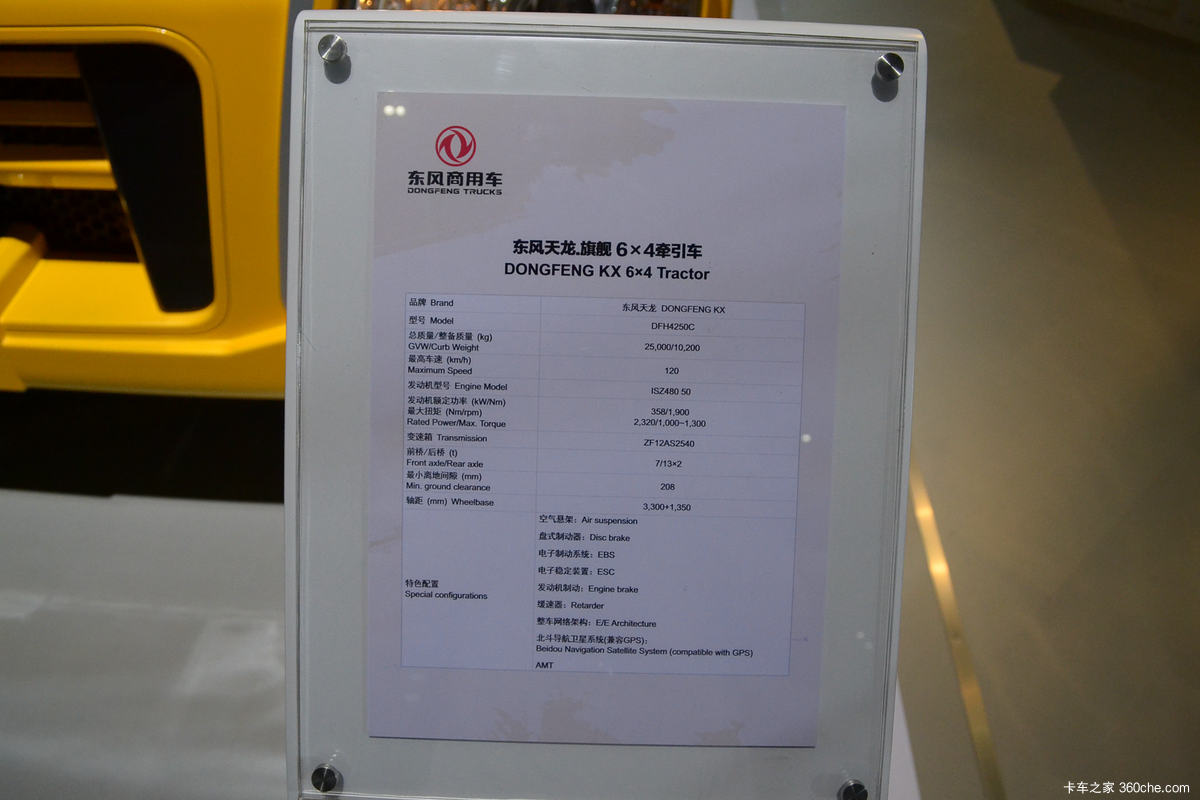 东风商用车
DONGFENG TRUCKS
东风天龙.旗舰 6×4牵引车
DONGFENG KX 6×4 Tractor
品牌 Brand
东风天龙 DONGFENG KX
型号 Model
DFH4250C
总质量/整备质量 (kg)
GVW/Curb Weight
25,000/10,200
最高车速 (km/h)
Maximum Speed
120
发动机型号 Engine Model
ISZ480 50
发动机额定功率 (kW/Nm)
最大扭矩 (Nm/rpm)
Rated Power/Max. Torque
358/1,900
2,320/1,000~1,300
变速箱 Transmission
ZF12AS2540
前桥/后桥 (t)
Front axle/Rear axle
7/13×2
最小离地间隙 (mm)
Min. ground clearance
208
轴距 (mm) Wheelbase
3,300+1,350
特色配置
Special configurations
空气悬架：Air suspension
盘式制动器：Disc brake
电子制动系统：EBS
电子稳定装置：ESC
发动机制动：Engine brake
缓速器：Retarder
整车网络架构：E/E Architecture
北斗导航卫星系统(兼容GPS)：
Beidou Navigation Satellite System (compatible with GPS)
AMT
卡车之家 360che.com